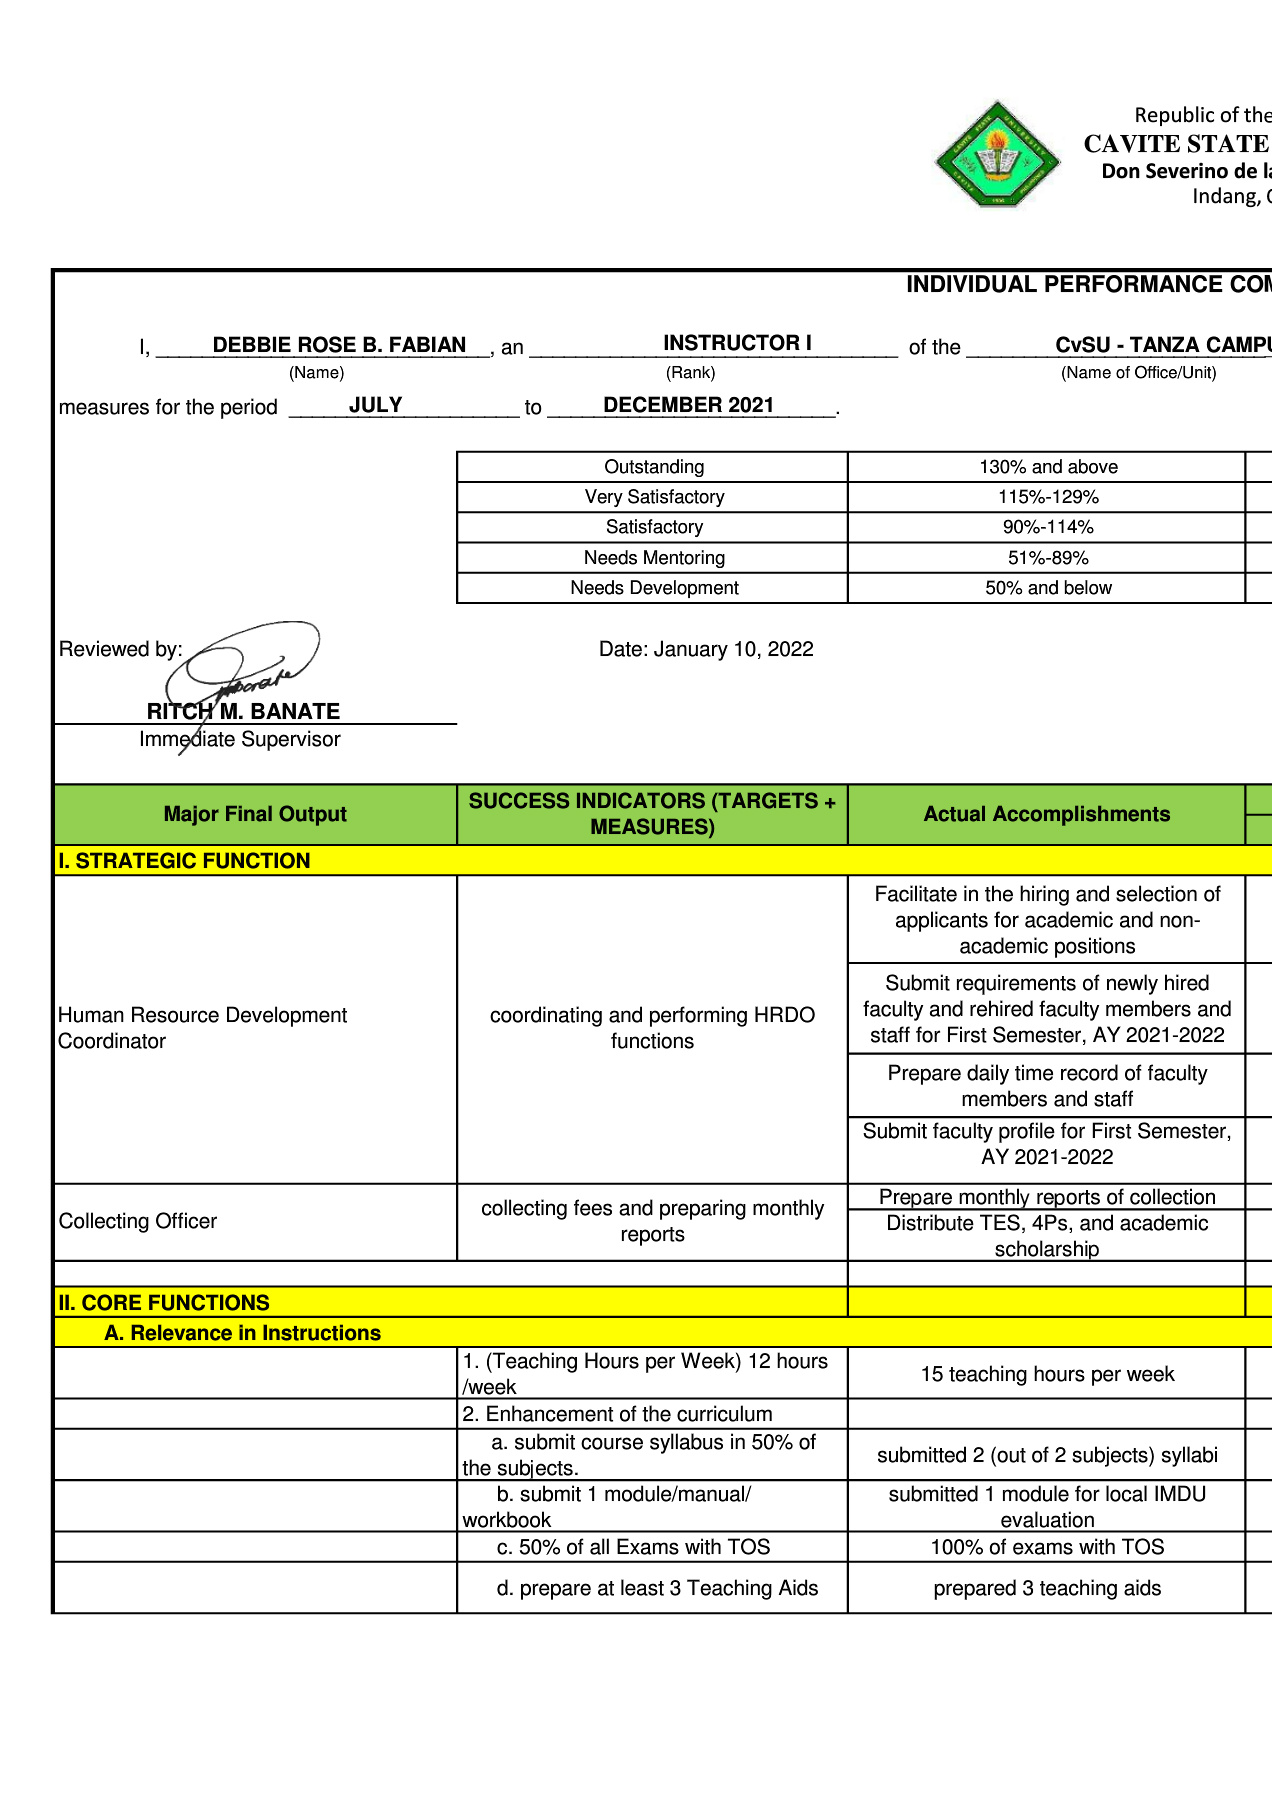 Republic of the
CAVITE STATE
Don Severino de la
Indang, C
INDIVIDUAL PERFORMANCE COM
I, DEBBIE ROSE B. FABIAN, an INSTRUCTOR I of the CvSU - TANZA CAMPU
(Name) (Rank) (Name of Office/Unit)
measures for the period JULY to DECEMBER 2021.
Outstanding 130% and above
Very Satisfactory 115%-129%
Satisfactory 90%-114%
Needs Mentoring 51%-89%
Needs Development 50% and below
Reviewed by: Date: January 10, 2022
RITCH M. BANATE
Immediate Supervisor
Major Final Output
SUCCESS INDICATORS (TARGETS +
MEASURES)
Actual Accomplishments
I. STRATEGIC FUNCTION
Human Resource Development
Coordinator
coordinating and performing HRDO
functions
Facilitate in the hiring and selection of
applicants for academic and non-
academic positions
Submit requirements of newly hired
faculty and rehired faculty members and
staff for First Semester, AY 2021-2022
Prepare daily time record of faculty
members and staff
Submit faculty profile for First Semester,
AY 2021-2022
Collecting Officer
collecting fees and preparing monthly
reports
Prepare monthly reports of collection
Distribute TES, 4Ps, and academic
scholarship
II. CORE FUNCTIONS
A. Relevance in Instructions
1. (Teaching Hours per Week) 12 hours
/week
15 teaching hours per week
2. Enhancement of the curriculum
a. submit course syllabus in 50% of
the subjects.
submitted 2 (out of 2 subjects) syllabi
b. submit 1 module/manual/
workbook
submitted 1 module for local IMDU
evaluation
c. 50% of all Exams with TOS
100% of exams with TOS
d. prepare at least 3 Teaching Aids
prepared 3 teaching aids